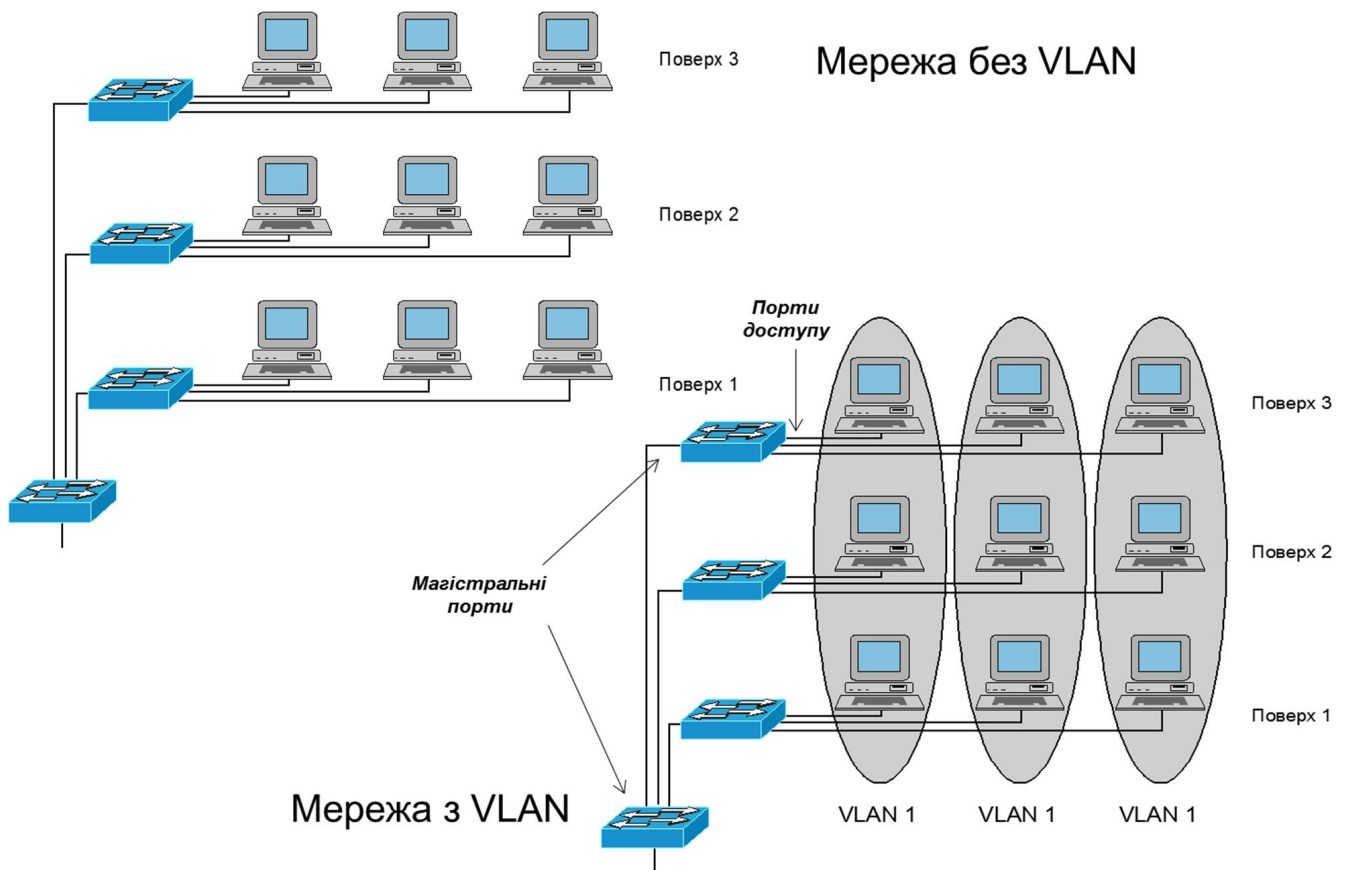 Поверх 3
Мережа без VLAN
Поверх 2
Поверх 1
Порти
доступу
Поверх 3
Магістральні
порти
Поверх 2
Поверх 1
Мережа з VLAN
VLAN 1
VLAN 1
VLAN 1